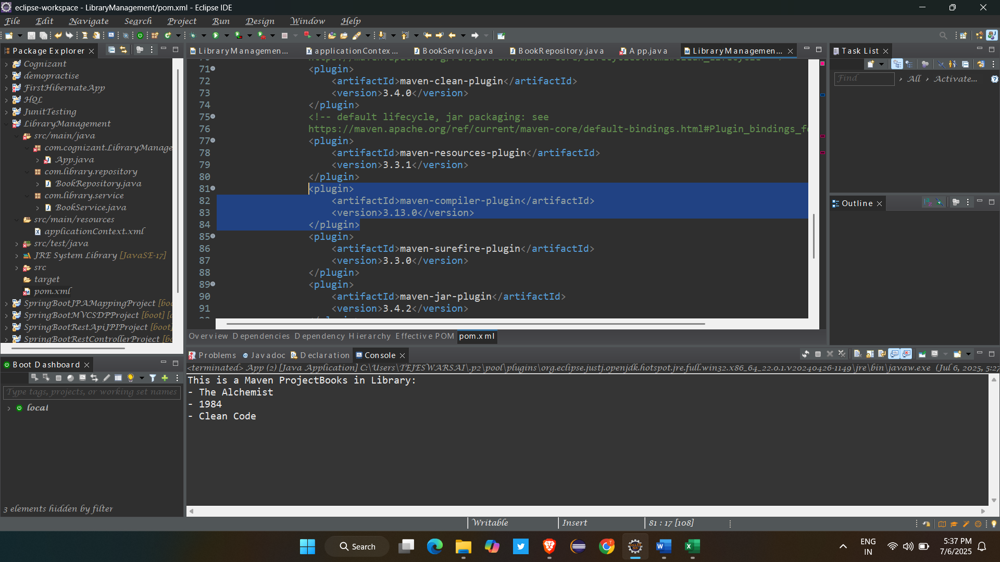 eclipse-workspace - LibraryManagement/pom.xml - Eclipse IDE
File Edit Navigate Search Project Run Design Window Help
Package Explorer
LibraryManagemen...
applicationContex...
BookService.java
BookRepository.java
App.java
LibraryManagemen...
Task List
Find
All
Activate...
Cognizant
demopractise
FirstHibernateApp
HQL
JunitTesting
LibraryManagement
src/main/java
com.cognizant.LibraryManage
App.java
com.library.repository
BookRepository.java
com.library.service
BookService.java
src/main/resources
applicationContext.xml
src/test/java
JRE System Library [JavaSE-17]
src
target
pom.xml
SpringBootJPAMappingProject [boo
SpringBootMVCSDPProject [boot] [d
SpringBootRestApiJPIProject [boot]
SpringBootRestControllerProject [bo
71 <plugin>
72 <artifactId>maven-clean-plugin</artifactId>
73 <version>3.4.0</version>
74 </plugin>
75 <!-- default lifecycle, jar packaging: see
76 https://maven.apache.org/ref/current/maven-core/default-bindings.html#Plugin_bindings_fo
77 <plugin>
78 <artifactId>maven-resources-plugin</artifactId>
79 <version>3.3.1</version>
80 </plugin>
81 <plugin>
82 <artifactId>maven-compiler-plugin</artifactId>
83 <version>3.13.0</version>
84 </plugin>
85 <plugin>
86 <artifactId>maven-surefire-plugin</artifactId>
87 <version>3.3.0</version>
88 </plugin>
89 <plugin>
90 <artifactId>maven-jar-plugin</artifactId>
91 <version>3.4.2</version>
Overview Dependencies Dependency Hierarchy Effective POM pom.xml
Outline
Boot Dashboard
Type tags, projects, or working set names
local
3 elements hidden by filter
Problems Javadoc Declaration Console
<terminated> App (2) [Java Application] C:\Users\TEJESWARSAI\.p2\pool\plugins\org.eclipse.justj.openjdk.hotspot.jre.full.win32.x86_64_22.0.1.v20240426-1149\jre\bin\javaw.exe (Jul 6, 2025, 5:27
This is a Maven ProjectBooks in Library:
- The Alchemist
- 1984
- Clean Code
Writable
Insert
81 : 17 [108]
Search
ENG
IN
5:37 PM
7/6/2025